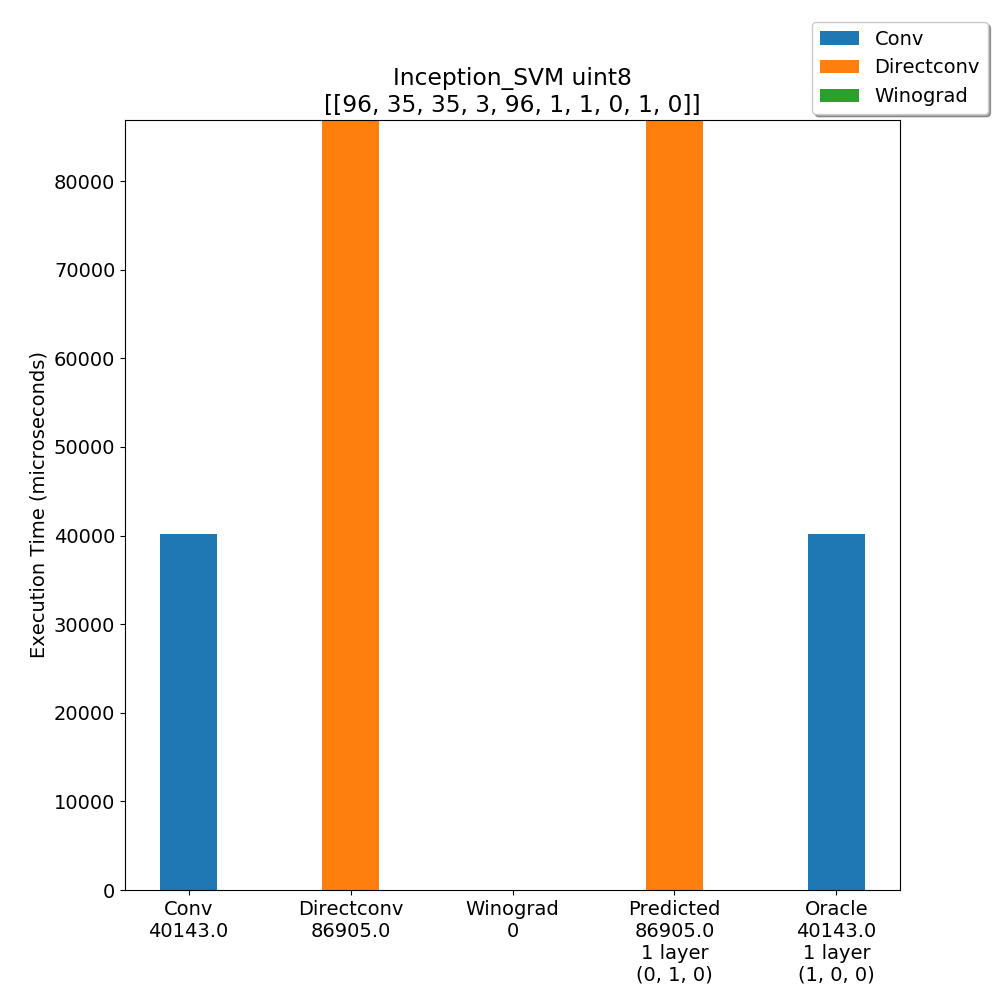 Conv
Directconv
Winograd
Inception_SVM uint8
[[96, 35, 35, 3, 96, 1, 1, 0, 1, 0]]
Execution Time (microseconds)
80000
70000
60000
50000
40000
30000
20000
10000
0
Conv
40143.0
Directconv
86905.0
Winograd
0
Predicted
86905.0
1 layer
(0, 1, 0)
Oracle
40143.0
1 layer
(1, 0, 0)